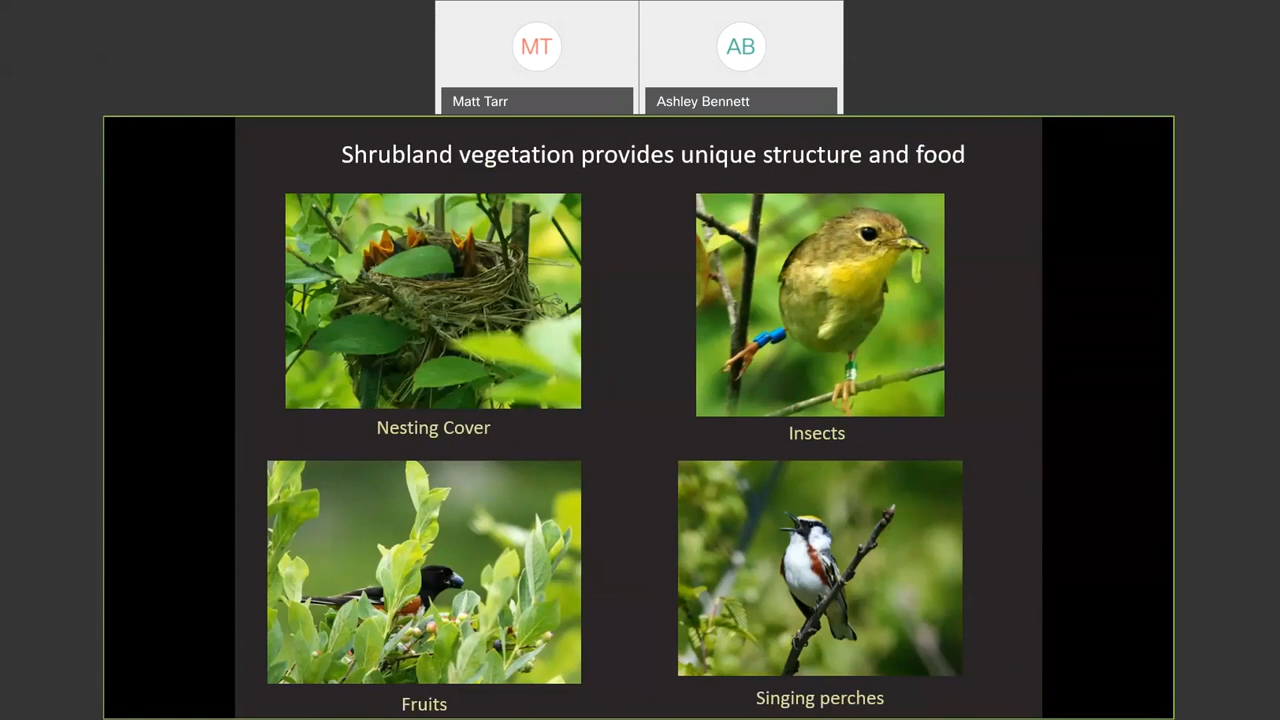 MT
AB
Matt Tarr
Ashley Bennett
Shrubland vegetation provides unique structure and food
Nesting Cover
Insects
Fruits
Singing perches